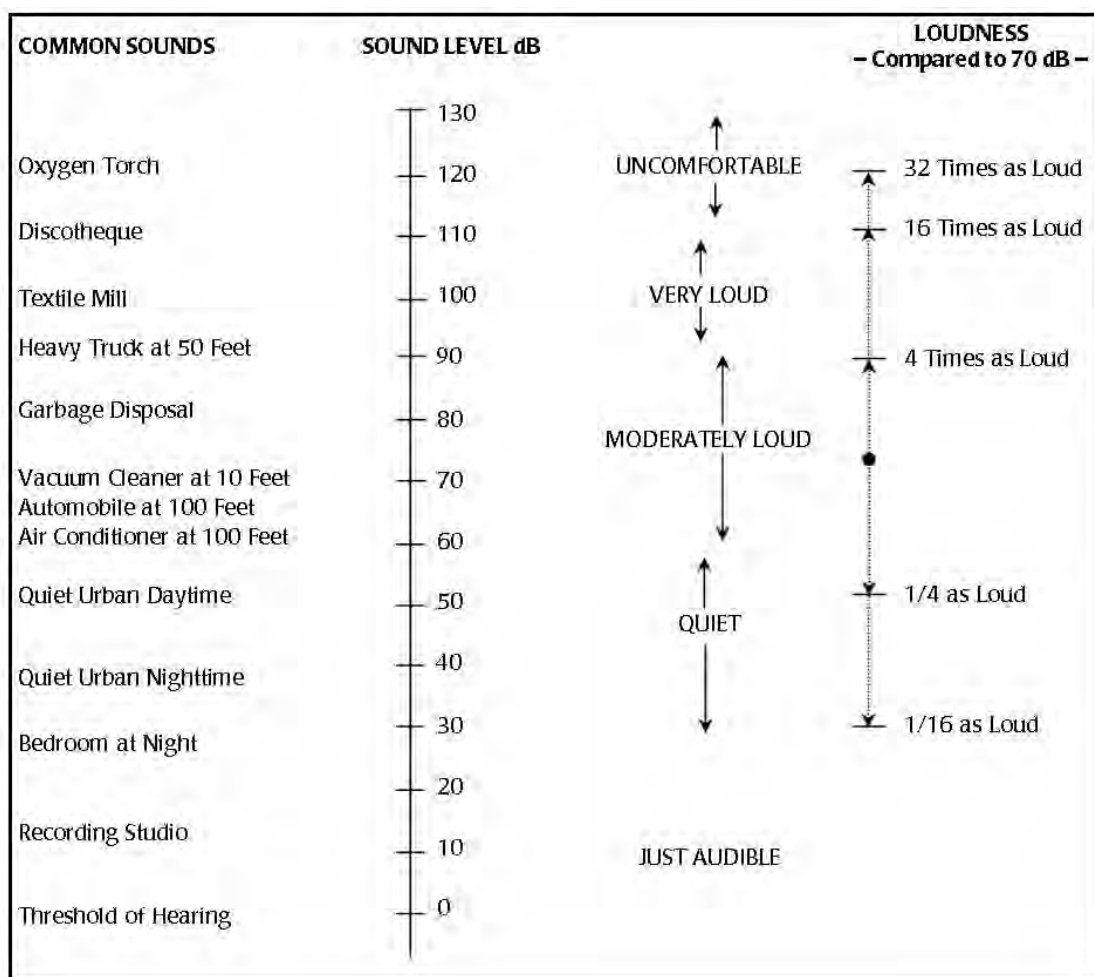 COMMON SOUNDS
SOUND LEVEL dB
LOUDNESS
– Compared to 70 dB –
130
Oxygen Torch
120
UNCOMFORTABLE
32 Times as Loud
Discotheque
110
16 Times as Loud
Textile Mill
100
VERY LOUD
Heavy Truck at 50 Feet
90
4 Times as Loud
Garbage Disposal
80
MODERATELY LOUD
Vacuum Cleaner at 10 Feet
70
Automobile at 100 Feet
Air Conditioner at 100 Feet
60
Quiet Urban Daytime
50
1/4 as Loud
QUIET
40
Quiet Urban Nighttime
30
1/16 as Loud
Bedroom at Night
20
Recording Studio
10
JUST AUDIBLE
0
Threshold of Hearing